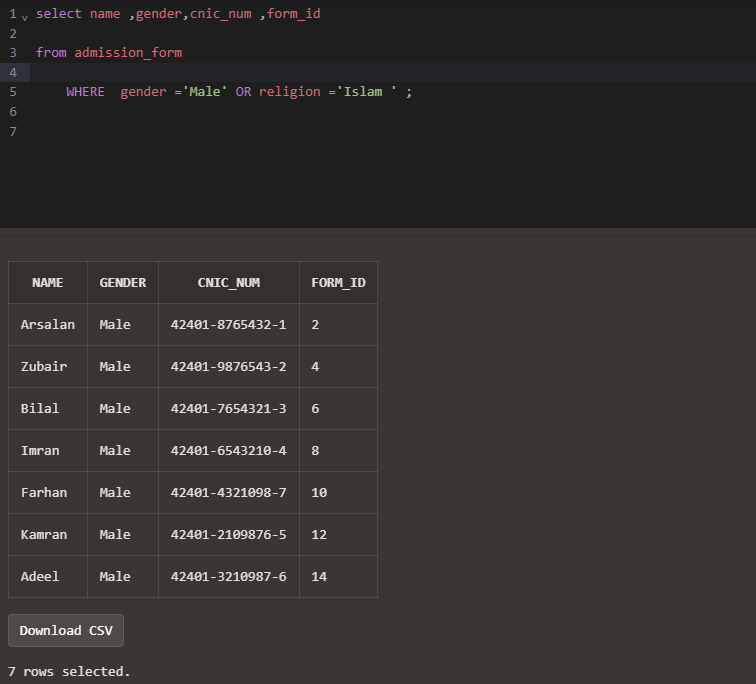 1 select name ,gender,cnic_num ,form_id
2
3 from admission_form
4
5 WHERE gender ='Male' OR religion ='Islam ' ;
6
7
NAME GENDER CNIC_NUM FORM_ID
Arsalan Male 42401-8765432-1 2
Zubair Male 42401-9876543-2 4
Bilal Male 42401-7654321-3 6
Imran Male 42401-6543210-4 8
Farhan Male 42401-4321098-7 10
Kamran Male 42401-2109876-5 12
Adeel Male 42401-3210987-6 14
Download CSV
7 rows selected.